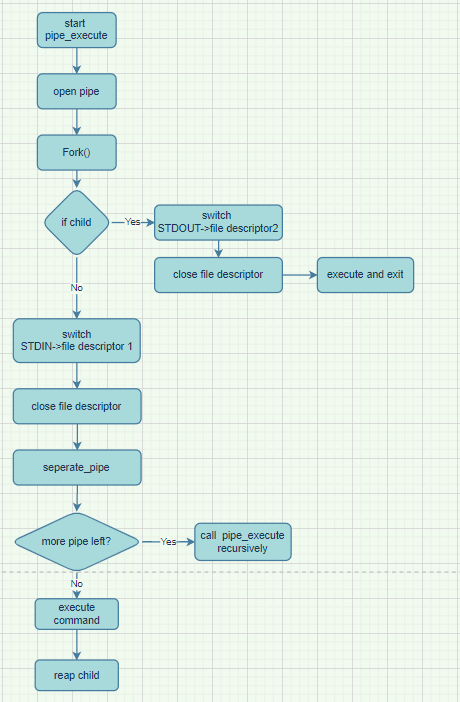 start
pipe_execute
open pipe
Fork()
if child
Yes
switch
STDOUT->file descriptor2
close file descriptor
execute and exit
No
switch
STDIN->file descriptor 1
close file descriptor
seperate_pipe
more pipe left?
Yes
call pipe_execute
recursively
No
execute
command
reap child